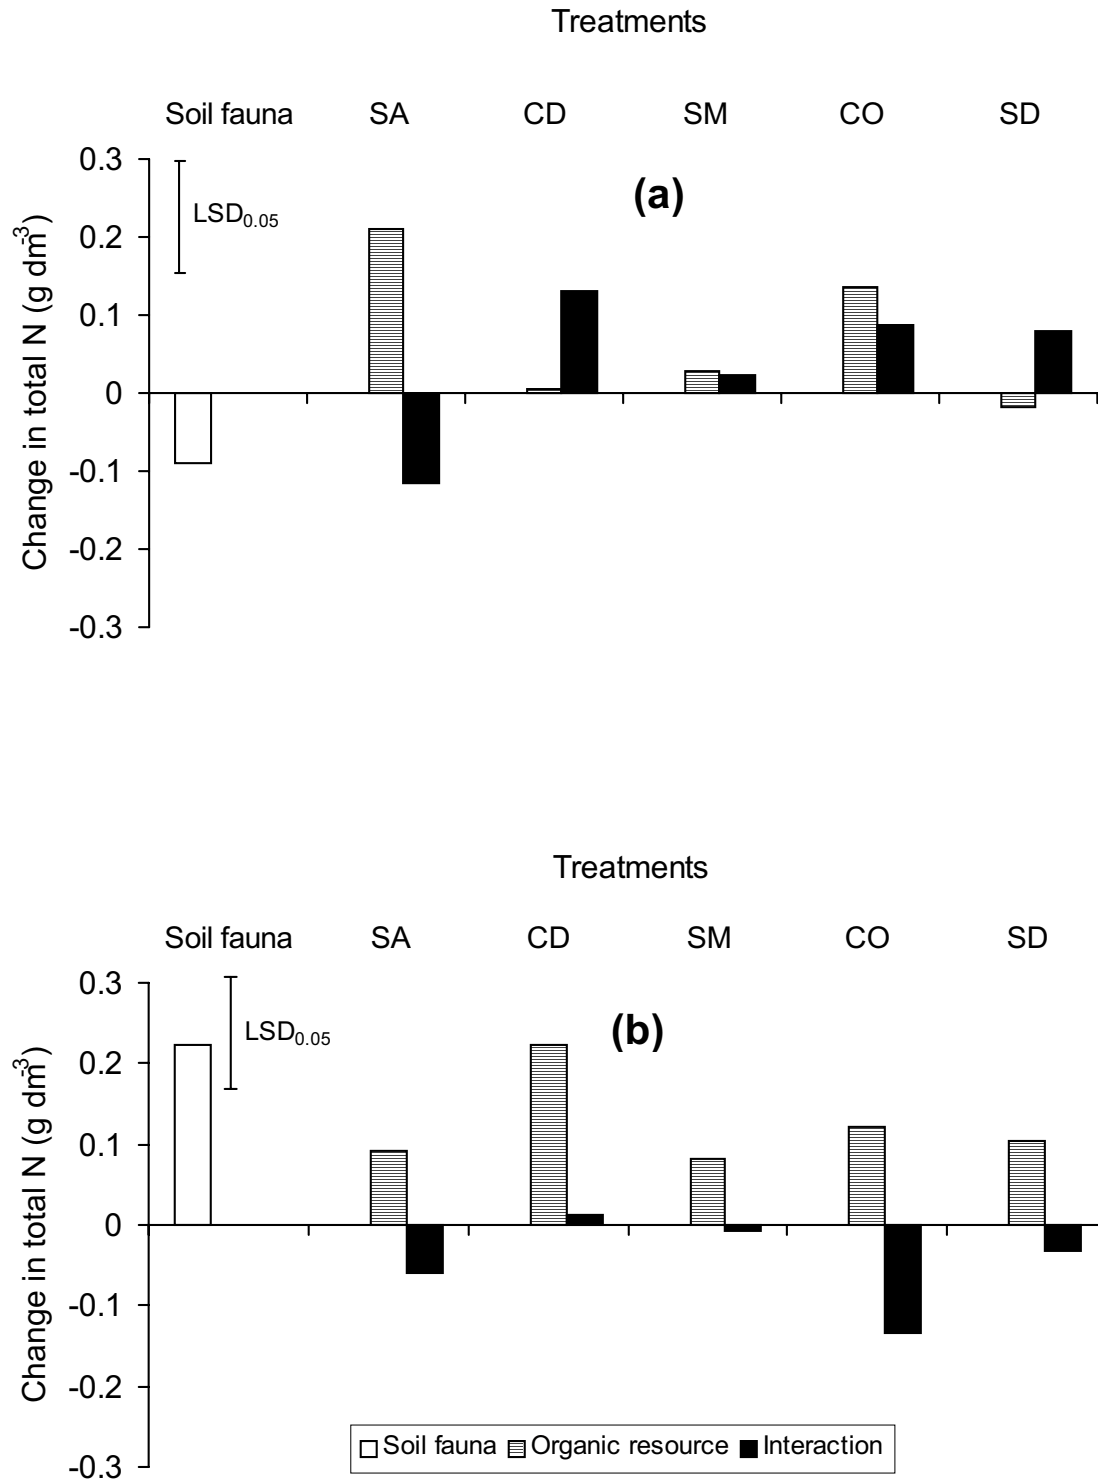 Treatments
Soil fauna SA CD SM CO SD
0.3
LSD0.05
(a)
0.2
0.1
0
-0.1
-0.2
-0.3
Change in total N (g dm-3)
Treatments
Soil fauna SA CD SM CO SD
0.3
LSD0.05
(b)
0.2
0.1
0
-0.1
-0.2
-0.3
Change in total N (g dm-3)
Soil fauna Organic resource Interaction